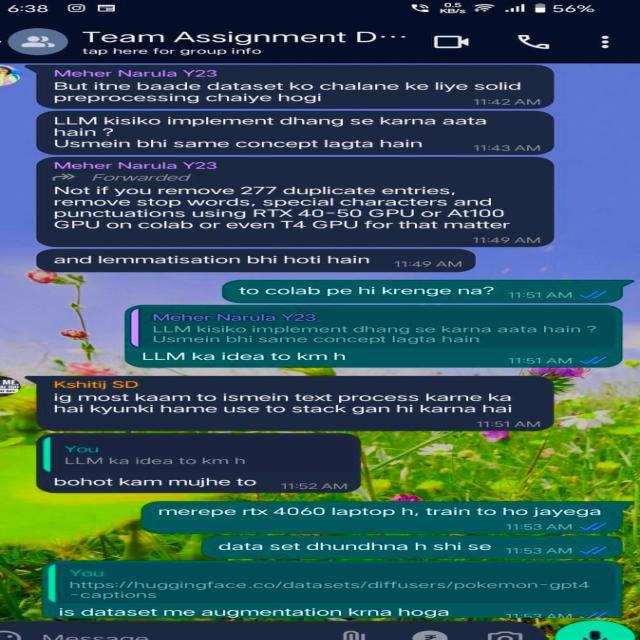 6:38
0.5
KB/s
56%
Team Assignment D...
tap here for group info
Meher Narula Y23
But itne baade dataset ko chalane ke liye solid
preprocessing chaiye hogi
11:42 AM
LLM kisiko implement dhang se karna aata
hain ?
Usmein bhi same concept lagta hain
11:43 AM
Meher Narula Y23
Forwarded
Not if you remove 277 duplicate entries,
remove stop words, special characters and
punctuations using RTX 40-50 GPU or At100
GPU on colab or even T4 GPU for that matter
11:49 AM
and lemmatisation bhi hoti hain 11:49 AM
to colab pe hi krenge na? 11:51 AM
Meher Narula Y23
LLM kisiko implement dhang se karna aata hain ?
Usmein bhi same concept lagta hain
LLM ka idea to km h 11:51 AM
Kshitij SD
ig most kaam to ismein text process karne ka
hai kyunki hame use to stack gan hi karna hai
11:51 AM
You
LLM ka idea to km h
bohot kam mujhe to 11:52 AM
merepe rtx 4060 laptop h, train to ho jayega
11:53 AM
data set dhundhna h shi se 11:53 AM
You
https://huggingface.co/datasets/diffusers/pokemon-gpt4
-captions
is dataset me augmentation krna hoga 11:53 AM
Message